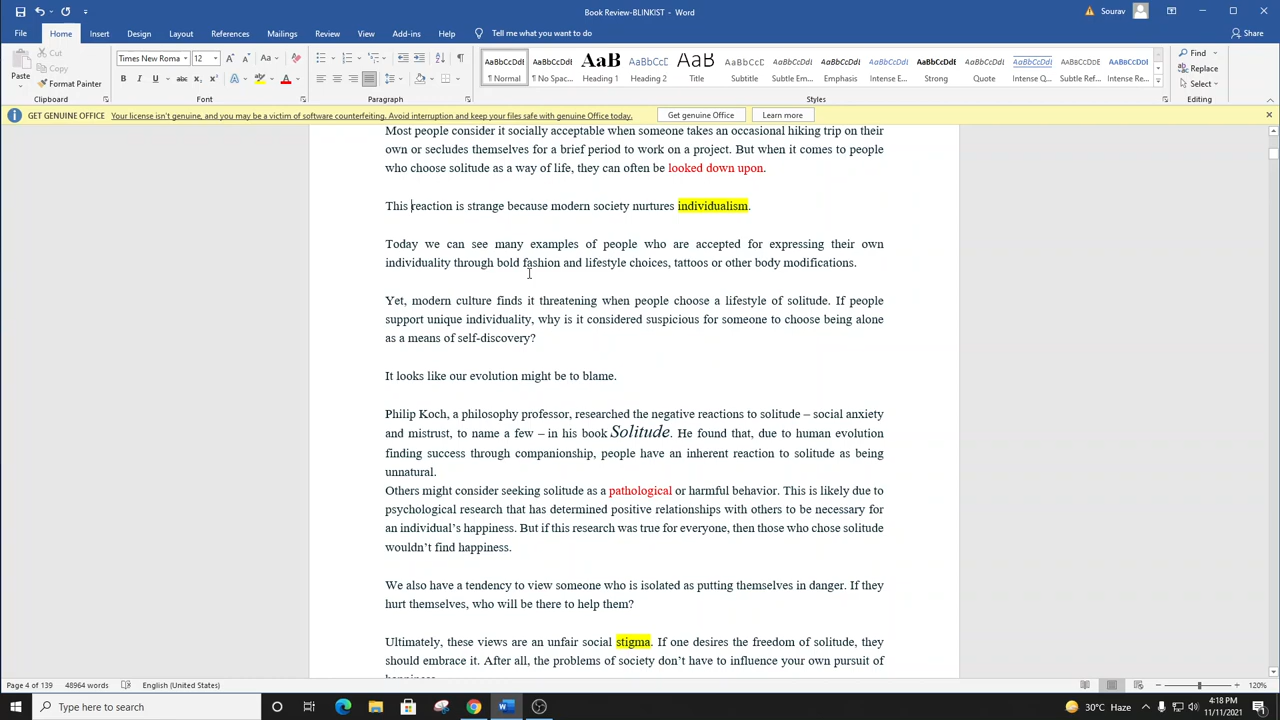 Book Review-BLINKIST - Word
Sourav
File Home Insert Design Layout References Mailings Review View Add-ins Help Tell me what you want to do Share
Paste
Cut
Copy
Format Painter
Times New Roma 12
AaBbCcDdI AaBbCcDdI AaB AaBbCcD AaB AaBbCcD AaBbCcDdI AaBbCcDdI AaBbCcDdI AaBbCcDdI AaBbCcDdI AaBbCcDdI AaBbCcDdI AaBbCcDdI
¶ Normal ¶ No Spac... Heading 1 Heading 2 Title Subtitle Subtle Em... Emphasis Intense E... Strong Quote Intense Q... Subtle Ref... Intense Re...
Find
Replace
Select
Clipboard Font Paragraph Styles Editing
GET GENUINE OFFICE Your license isn't genuine, and you may be a victim of software counterfeiting. Avoid interruption and keep your files safe with genuine Office today. Get genuine Office Learn more
Most people consider it socially acceptable when someone takes an occasional hiking trip on their
own or secludes themselves for a brief period to work on a project. But when it comes to people
who choose solitude as a way of life, they can often be looked down upon.
This reaction is strange because modern society nurtures individualism.
Today we can see many examples of people who are accepted for expressing their own
individuality through bold fashion and lifestyle choices, tattoos or other body modifications.
Yet, modern culture finds it threatening when people choose a lifestyle of solitude. If people
support unique individuality, why is it considered suspicious for someone to choose being alone
as a means of self-discovery?
It looks like our evolution might be to blame.
Philip Koch, a philosophy professor, researched the negative reactions to solitude – social anxiety
and mistrust, to name a few – in his book Solitude. He found that, due to human evolution
finding success through companionship, people have an inherent reaction to solitude as being
unnatural.
Others might consider seeking solitude as a pathological or harmful behavior. This is likely due to
psychological research that has determined positive relationships with others to be necessary for
an individual's happiness. But if this research was true for everyone, then those who chose solitude
wouldn't find happiness.
We also have a tendency to view someone who is isolated as putting themselves in danger. If they
hurt themselves, who will be there to help them?
Ultimately, these views are an unfair social stigma. If one desires the freedom of solitude, they
should embrace it. After all, the problems of society don't have to influence your own pursuit of
Page 4 of 139 48964 words English (United States) 120%
Type here to search
30°C Haze
4:18 PM
11/11/2021